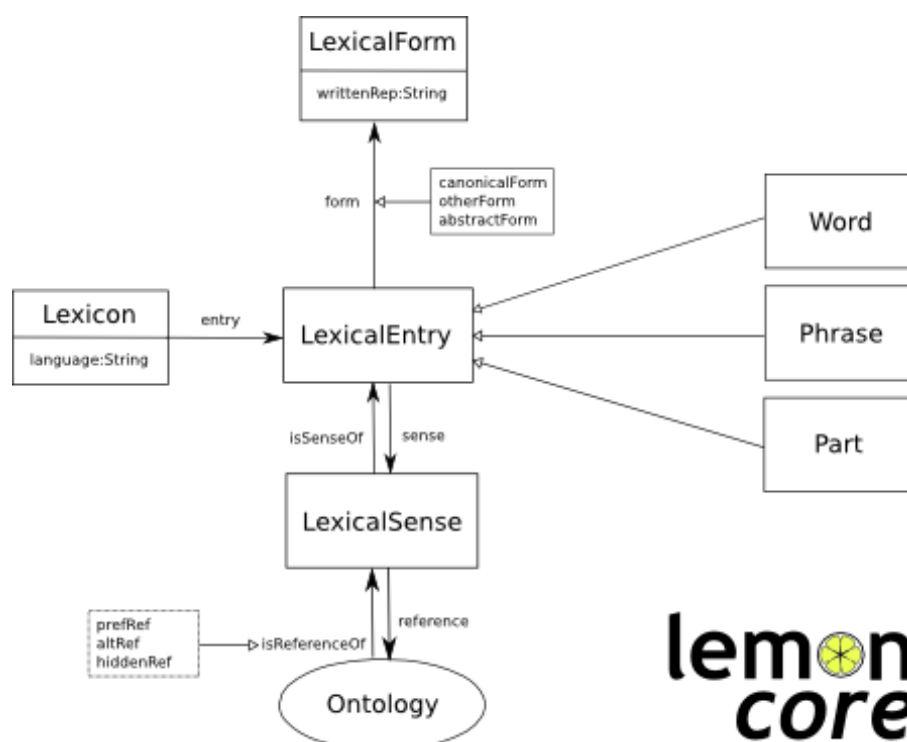 LexicalForm
writtenRep:String
form
canonicalForm
otherForm
abstractForm
Word
Lexicon
language:String
entry
LexicalEntry
Phrase
Part
isSenseOf
sense
LexicalSense
prefRef
altRef
hiddenRef
isReferenceOf
reference
Ontology
lemon
core